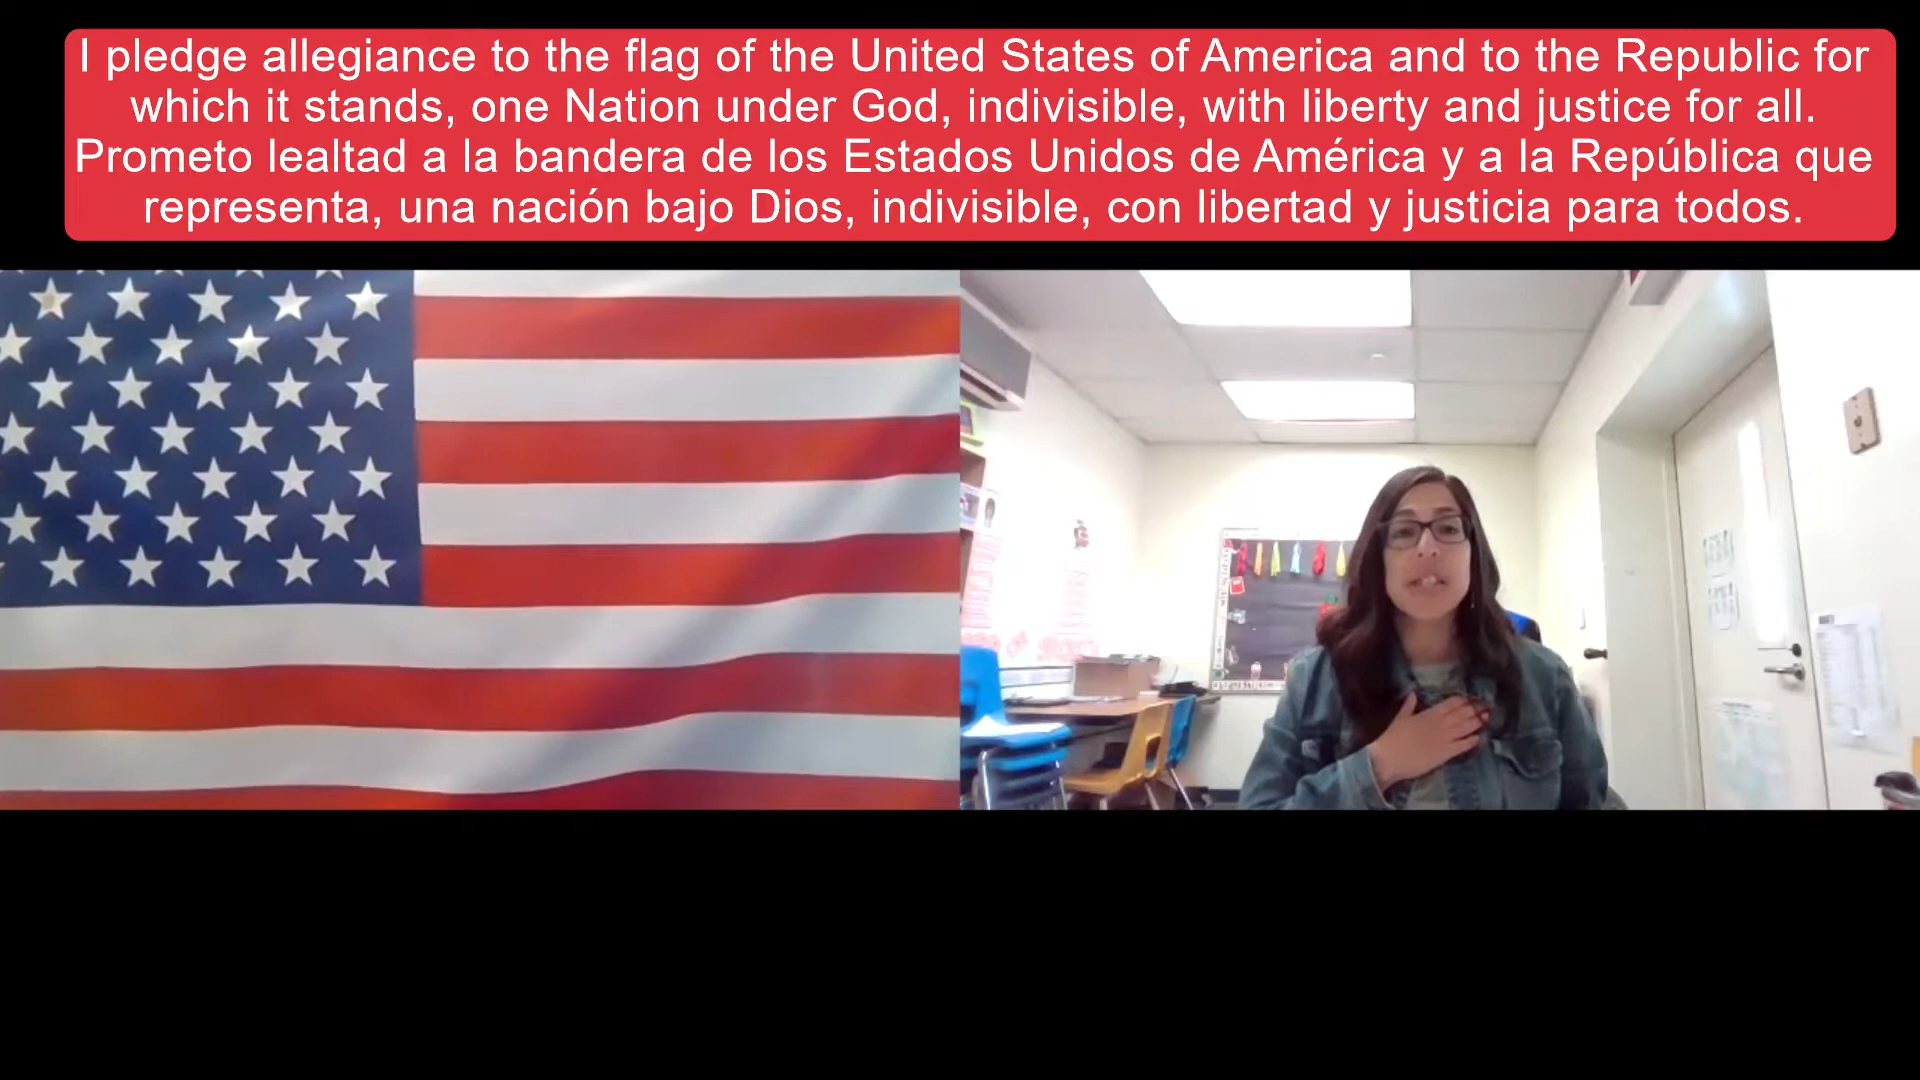 I pledge allegiance to the flag of the United States of America and to the Republic for
which it stands, one Nation under God, indivisible, with liberty and justice for all.
Prometo lealtad a la bandera de los Estados Unidos de América y a la República que
representa, una nación bajo Dios, indivisible, con libertad y justicia para todos.